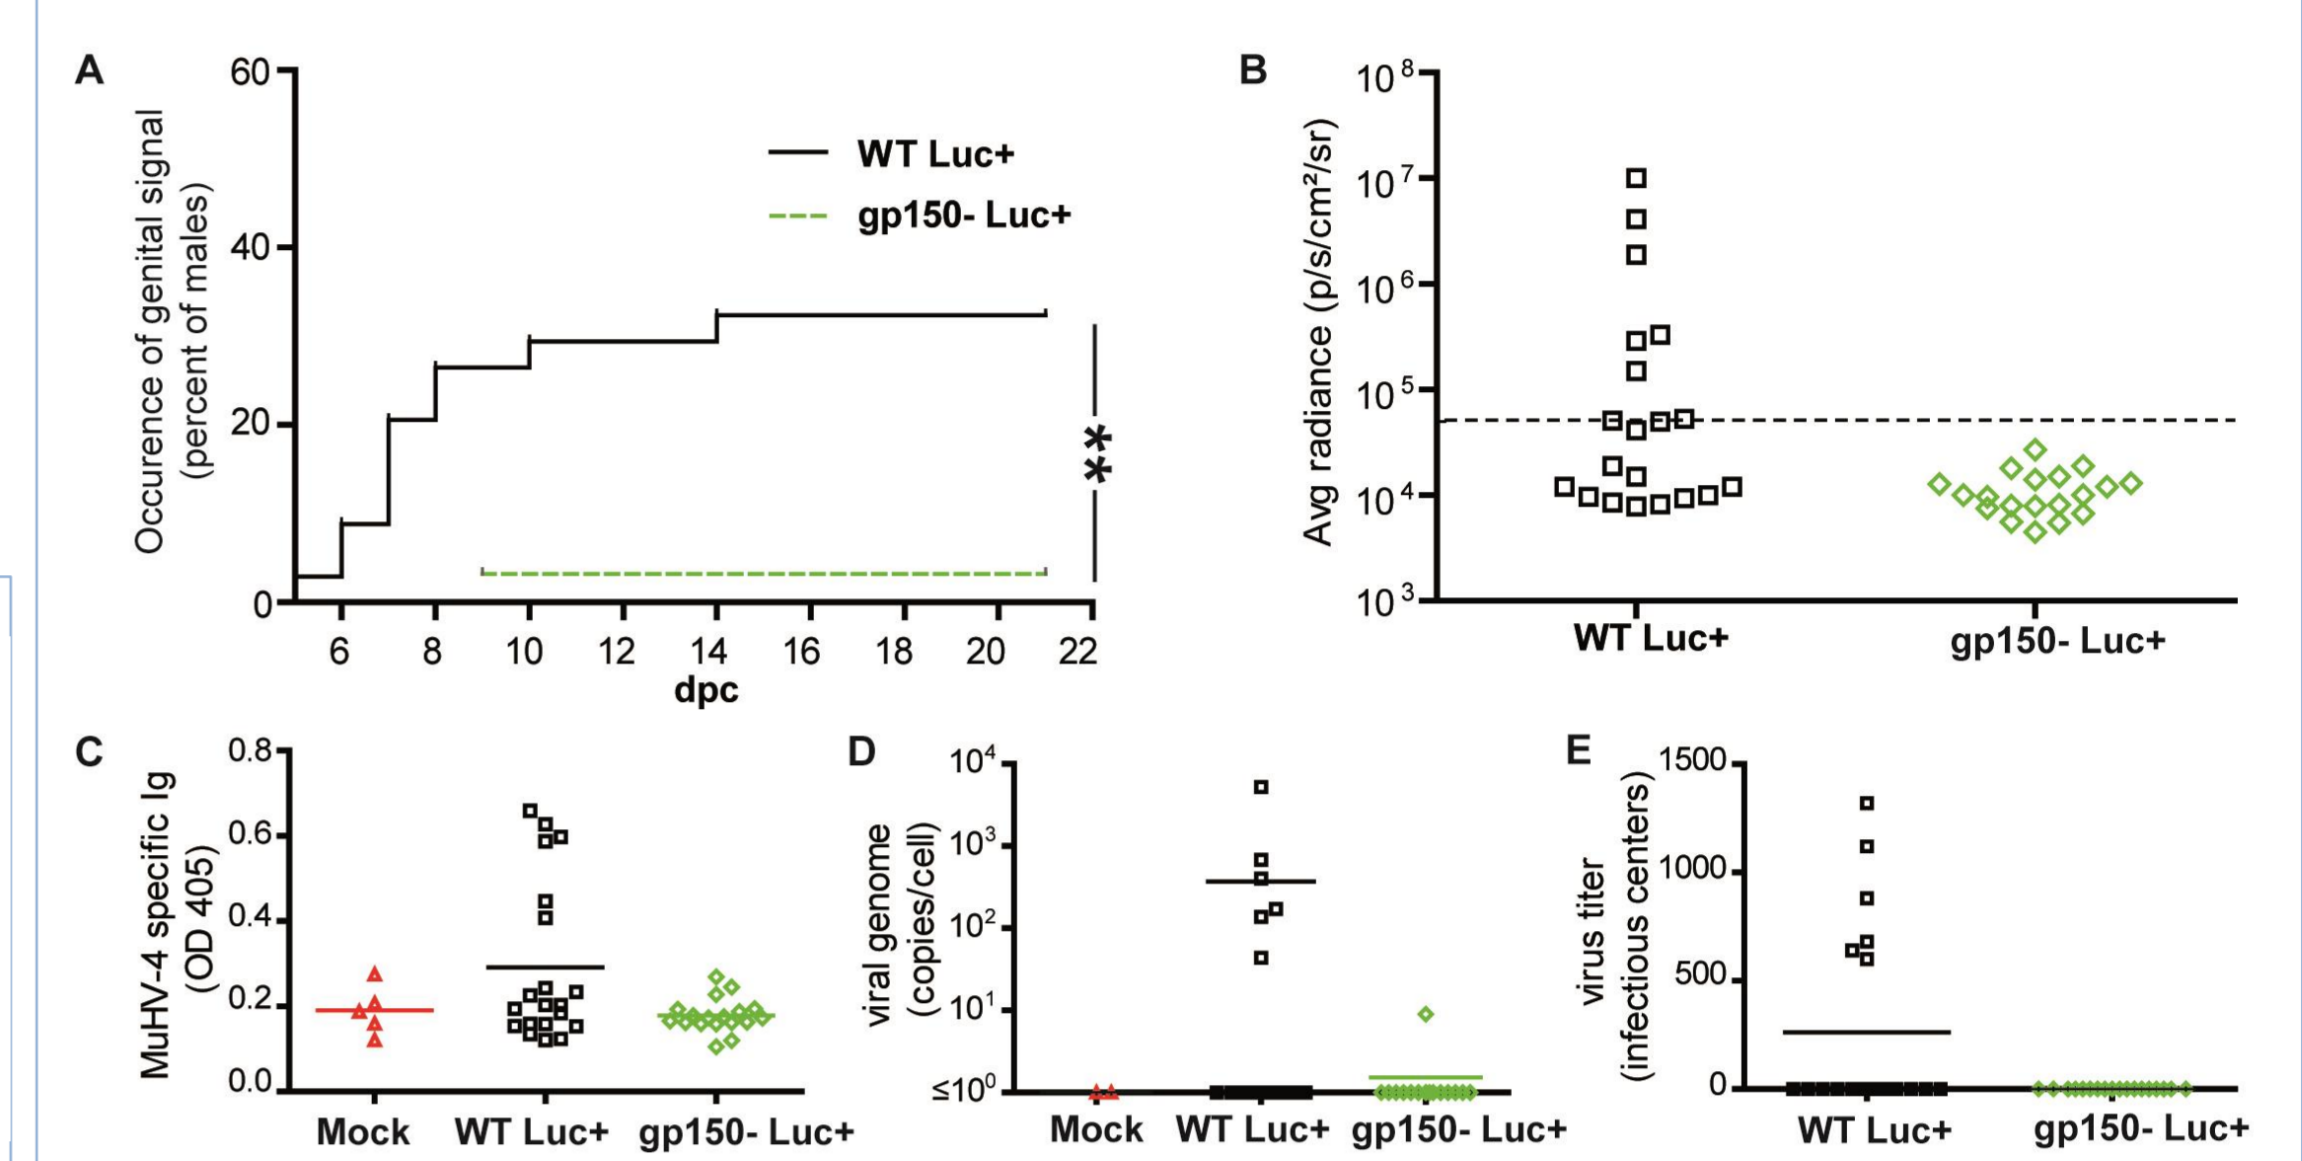 A
Occurence of genital signal
(percent of males)
60
40
20
0
WT Luc+
gp150- Luc+
**
6 8 10 12 14 16 18 20 22
dpc
B
Avg radiance (p/s/cm²/sr)
10⁸
10⁷
10⁶
10⁵
10⁴
10³
WT Luc+ gp150- Luc+
C
MuHV-4 specific Ig
(OD 405)
0.8
0.6
0.4
0.2
0.0
Mock WT Luc+ gp150- Luc+
D
viral genome
(copies/cell)
10⁴
10³
10²
10¹
≤10⁰
Mock WT Luc+ gp150- Luc+
E
virus titer
(infectious centers)
1500
1000
500
0
WT Luc+ gp150- Luc+